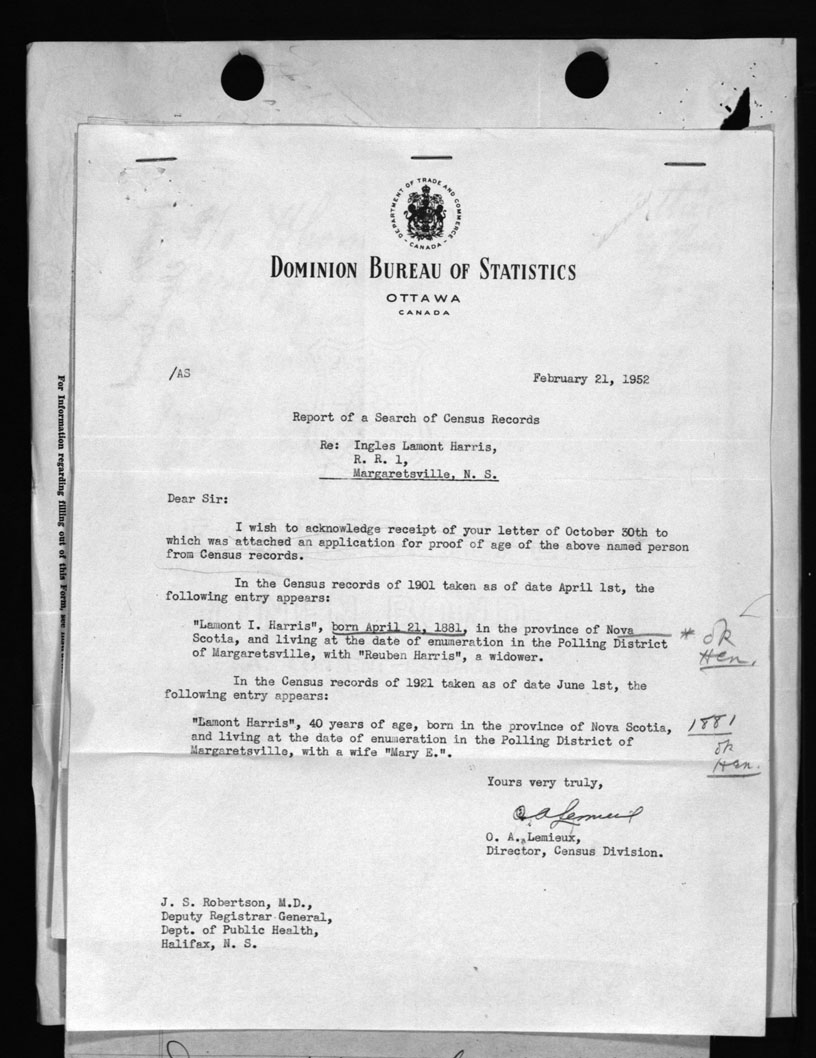 DEPARTMENT OF TRADE AND COMMERCE
CANADA
DOMINION BUREAU OF STATISTICS
OTTAWA
CANADA
/AS
February 21, 1952
Report of a Search of Census Records
Re: Ingles Lamont Harris,
R. R. 1,
Margaretsville, N. S.
Dear Sir:
I wish to acknowledge receipt of your letter of October 30th to
which was attached an application for proof of age of the above named person
from Census records.
In the Census records of 1901 taken as of date April 1st, the
following entry appears:
"Lamont I. Harris", born April 21, 1881, in the province of Nova
Scotia, and living at the date of enumeration in the Polling District
of Margaretsville, with "Reuben Harris", a widower.
* ok
In the Census records of 1921 taken as of date June 1st, the
following entry appears:
"Lamont Harris", 40 years of age, born in the province of Nova Scotia,
and living at the date of enumeration in the Polling District of
Margaretsville, with a wife "Mary E.".
1881
ok
Yours very truly,
O A Lemieux
O. A. Lemieux,
Director, Census Division.
J. S. Robertson, M.D.,
Deputy Registrar General,
Dept. of Public Health,
Halifax, N. S.
For Information regarding filling out of this Form, see